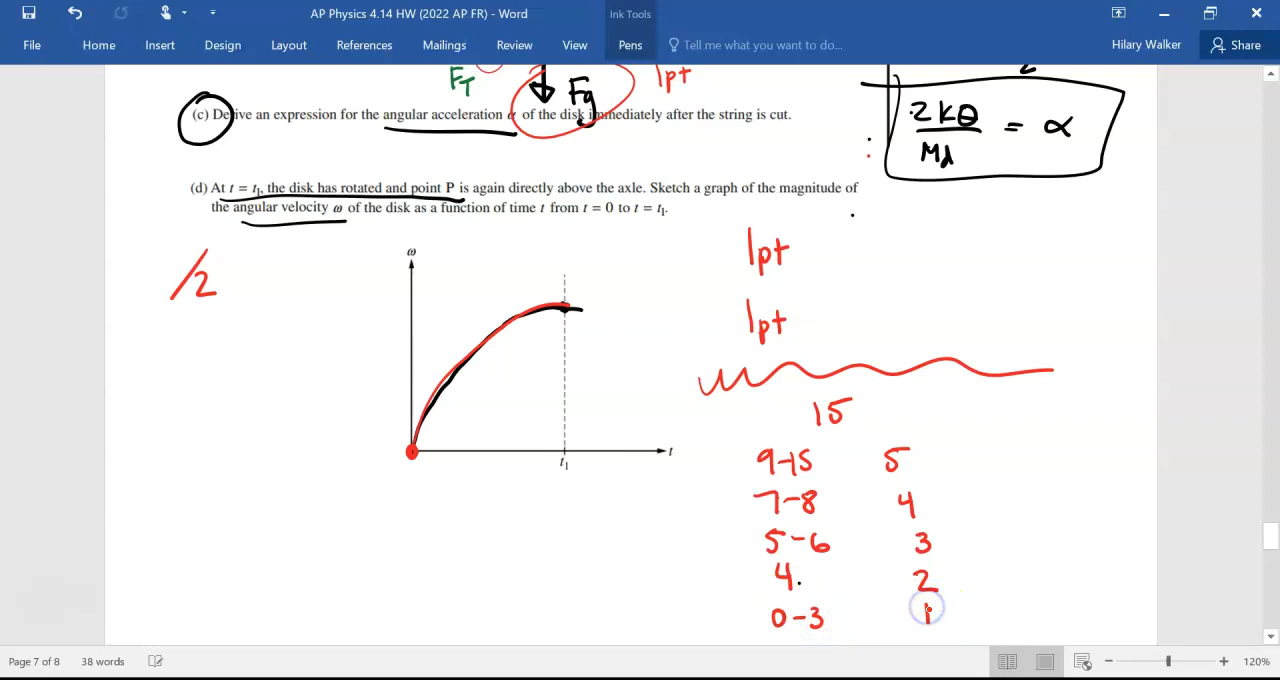 AP Physics 4.14 HW (2022 AP FR) - Word
Ink Tools
File Home Insert Design Layout References Mailings Review View Pens Tell me what you want to do... Hilary Walker Share
F_T Fg 1pt
2
(c) Derive an expression for the angular acceleration α of the disk immediately after the string is cut.
2kθ / Md = α
(d) At t = t₁, the disk has rotated and point P is again directly above the axle. Sketch a graph of the magnitude of
the angular velocity ω of the disk as a function of time t from t = 0 to t = t₁.
/2
ω
t
t₁
1pt
1pt
15
9-15 5
7-8 4
5-6 3
4 2
0-3 1
Page 7 of 8 38 words 120%